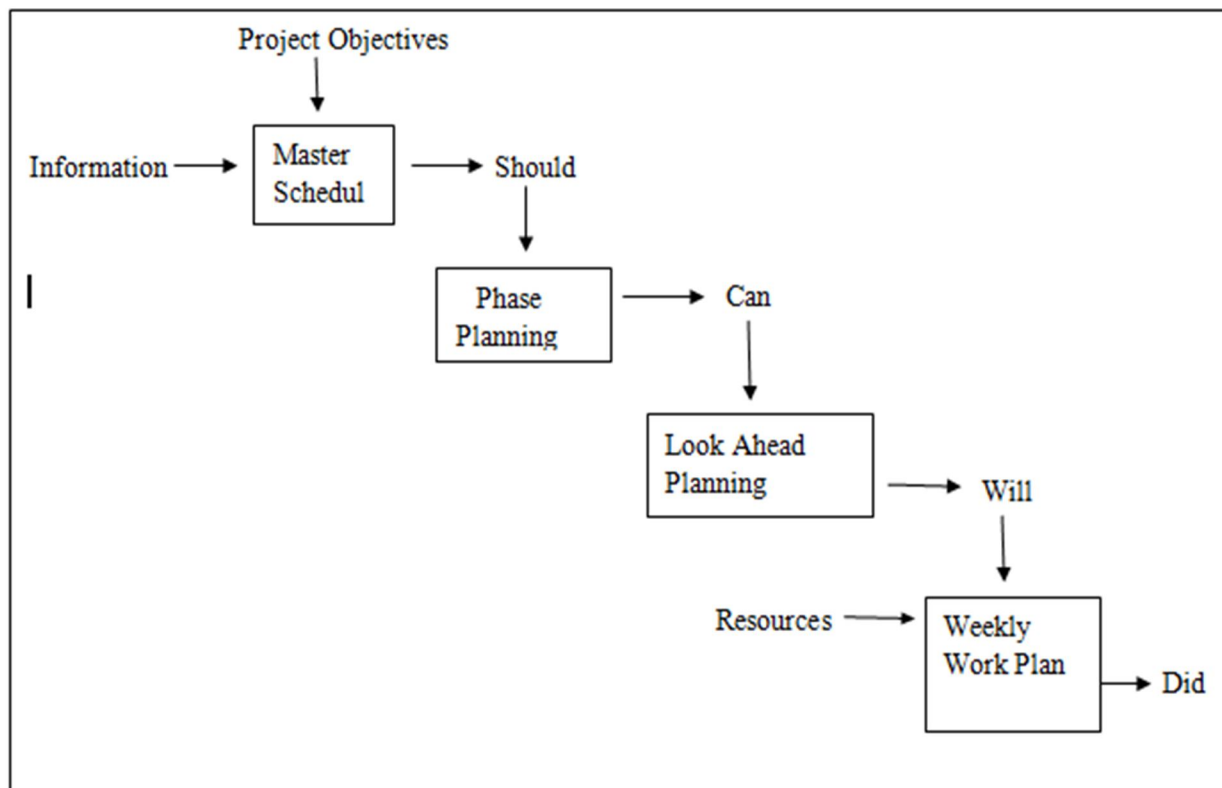 Project Objectives
Information
Master
Schedul
Should
Phase
Planning
Can
Look Ahead
Planning
Will
Resources
Weekly
Work Plan
Did